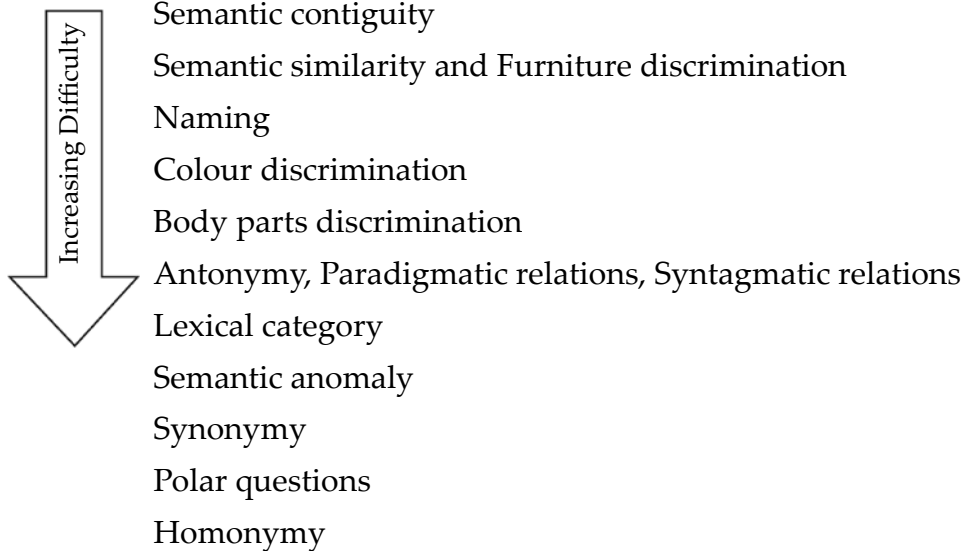 Increasing Difficulty
Semantic contiguity
Semantic similarity and Furniture discrimination
Naming
Colour discrimination
Body parts discrimination
Antonymy, Paradigmatic relations, Syntagmatic relations
Lexical category
Semantic anomaly
Synonymy
Polar questions
Homonymy